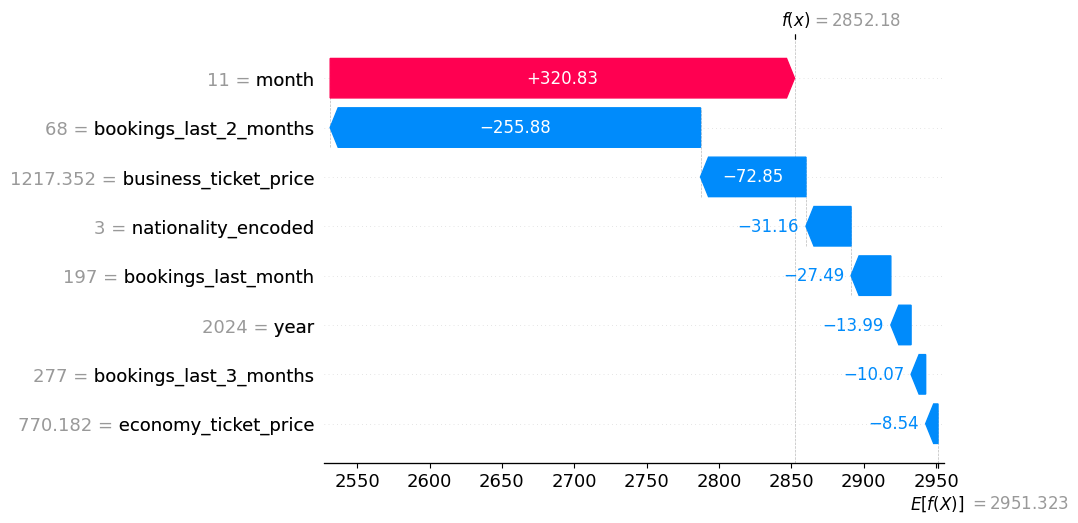 f(x) = 2852.18
11 = month
+320.83
68 = bookings_last_2_months
−255.88
1217.352 = business_ticket_price
−72.85
3 = nationality_encoded
−31.16
197 = bookings_last_month
−27.49
2024 = year
−13.99
277 = bookings_last_3_months
−10.07
770.182 = economy_ticket_price
−8.54
2550 2600 2650 2700 2750 2800 2850 2900 2950
E[f(X)] = 2951.323